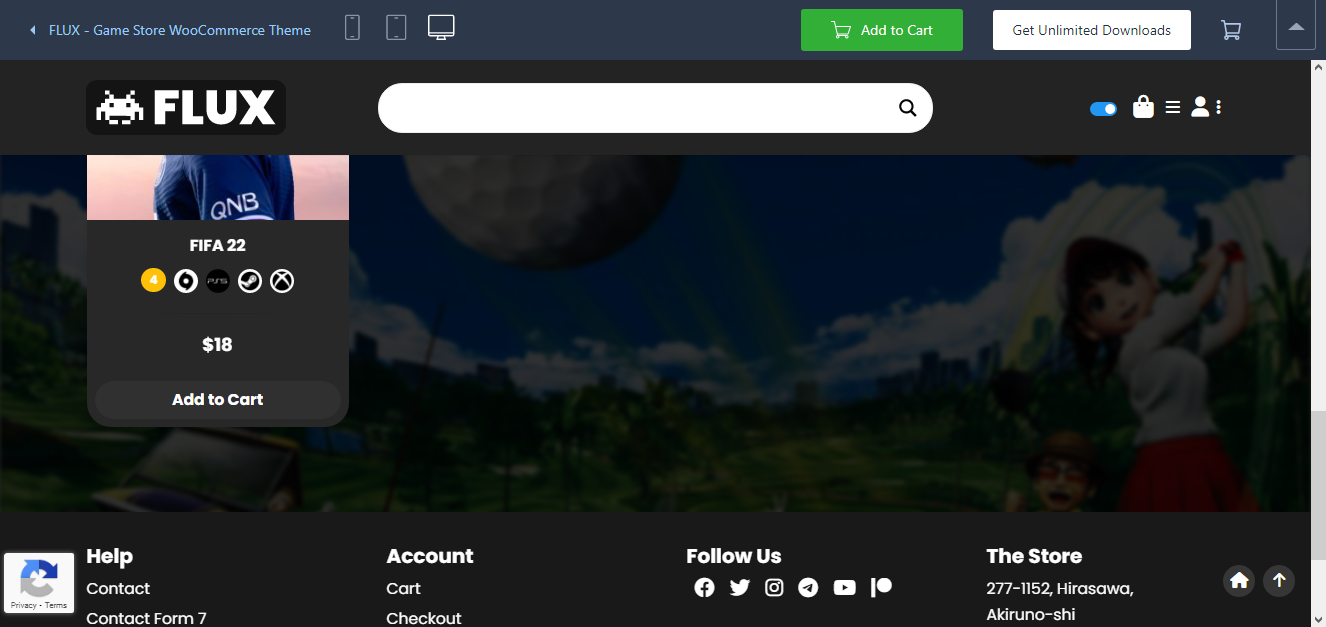 FLUX - Game Store WooCommerce Theme
Add to Cart
Get Unlimited Downloads
FLUX
QNB
FIFA 22
4
PS5
$18
Add to Cart
Help
Contact
Contact Form 7
Account
Cart
Checkout
Follow Us
The Store
277-1152, Hirasawa,
Akiruno-shi
Privacy - Terms